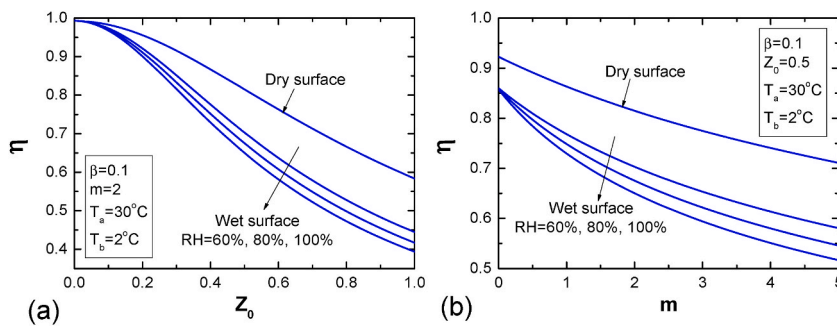 1.0
0.9
0.8
0.7
0.6
0.5
0.4
η
Dry surface
β=0.1
m=2
Ta=30°C
Tb=2°C
Wet surface
RH=60%, 80%, 100%
0.0 0.2 0.4 0.6 0.8 1.0
(a)
Z0
1.0
0.9
0.8
0.7
0.6
0.5
η
β=0.1
Z0=0.5
Ta=30°C
Tb=2°C
Dry surface
Wet surface
RH=60%, 80%, 100%
0 1 2 3 4 5
(b)
m